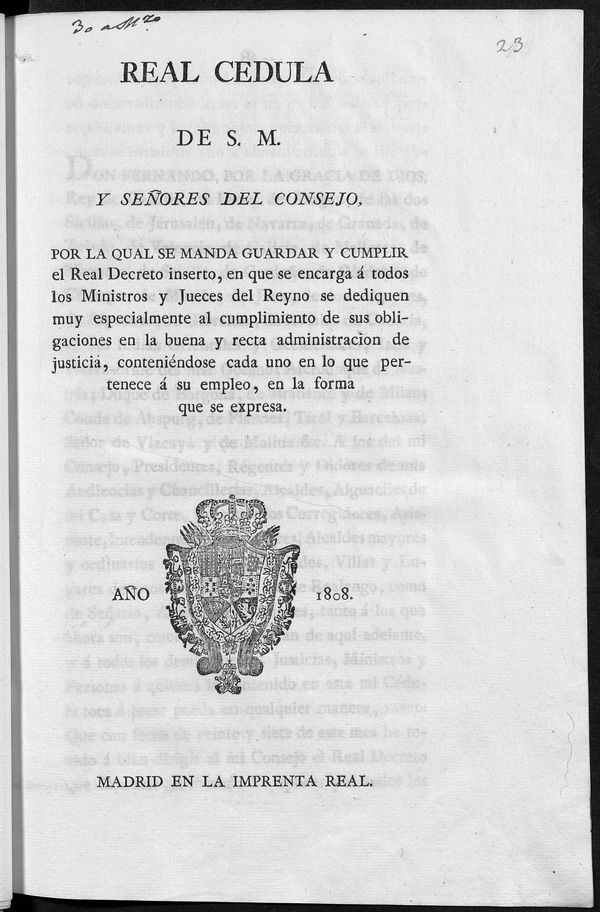 30 a Mzo
23
REAL CEDULA
DE S. M.
Y SEÑORES DEL CONSEJO,
POR LA QUAL SE MANDA GUARDAR Y CUMPLIR
el Real Decreto inserto, en que se encarga á todos
los Ministros y Jueces del Reyno se dediquen
muy especialmente al cumplimiento de sus obli-
gaciones en la buena y recta administracion de
justicia, conteniéndose cada uno en lo que per-
tenece á su empleo, en la forma
que se expresa.
AÑO 1808.
MADRID EN LA IMPRENTA REAL.